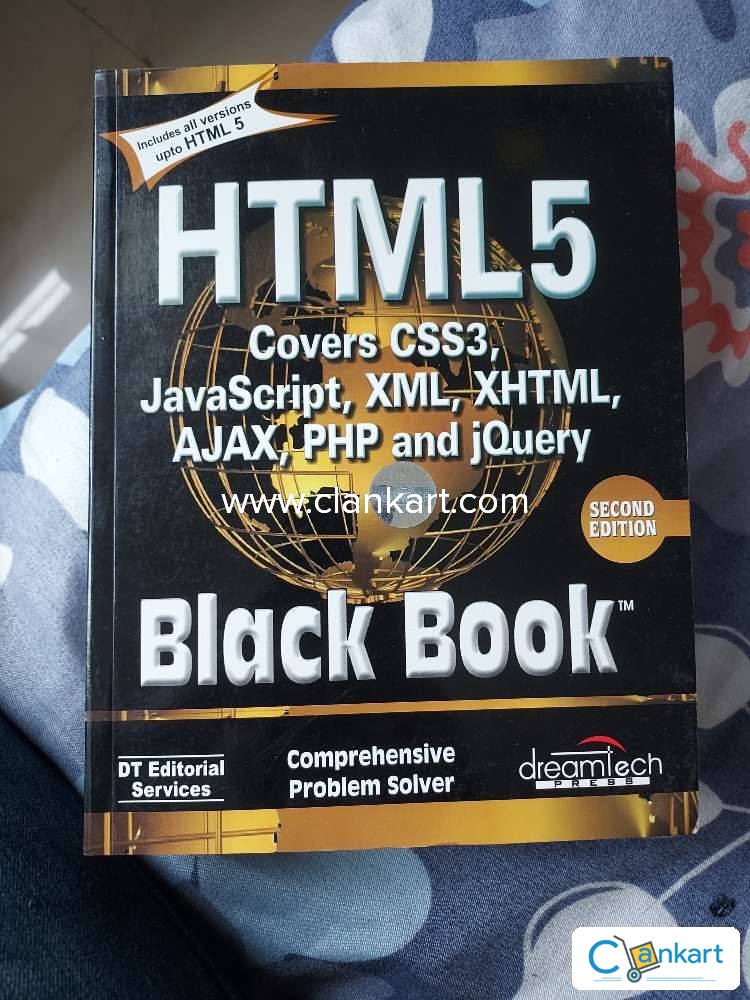 Includes all versions
upto HTML 5
HTML5
Covers CSS3,
JavaScript, XML, XHTML,
AJAX, PHP and jQuery
www.clankart.com
SECOND
EDITION
Black Book™
DT Editorial
Services
Comprehensive
Problem Solver
dreamtech
PRESS
Clankart